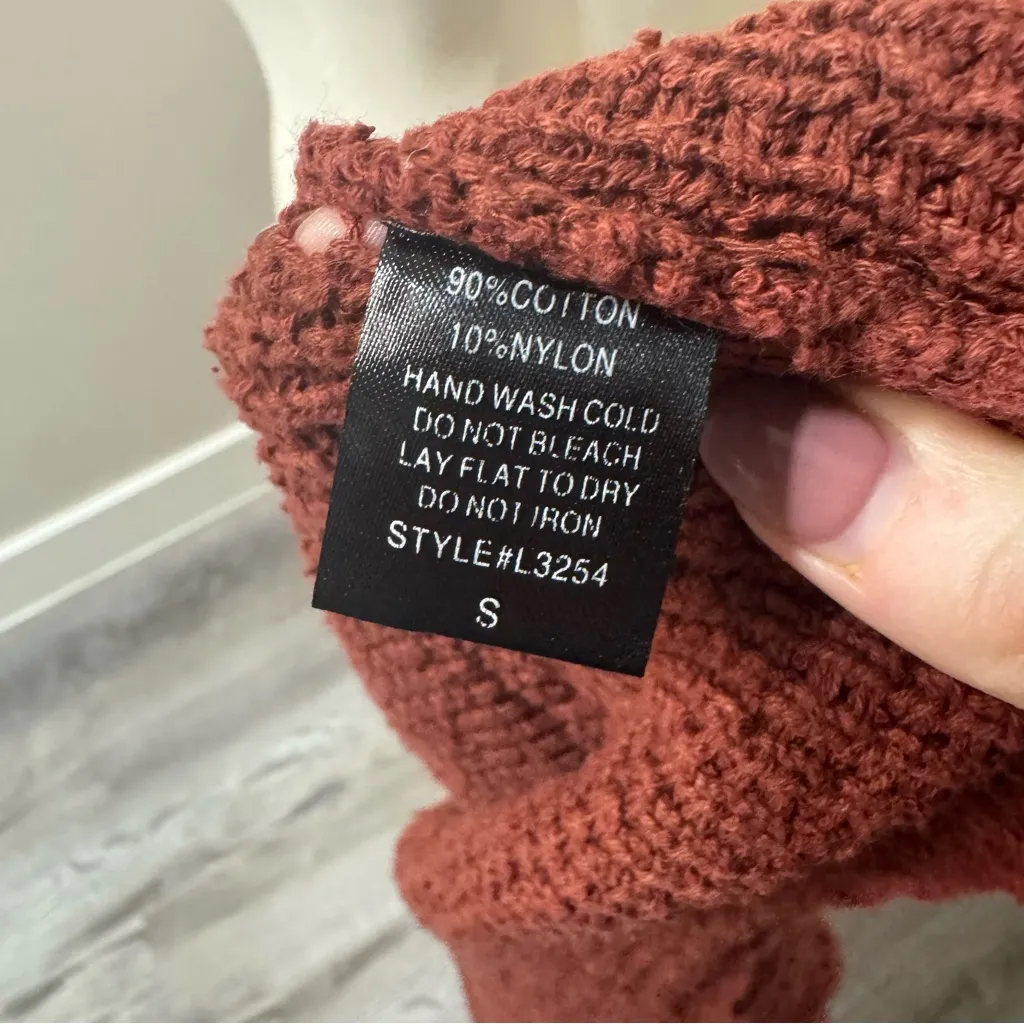 90%COTTON
10%NYLON
HAND WASH COLD
DO NOT BLEACH
LAY FLAT TO DRY
DO NOT IRON
STYLE#L3254
S